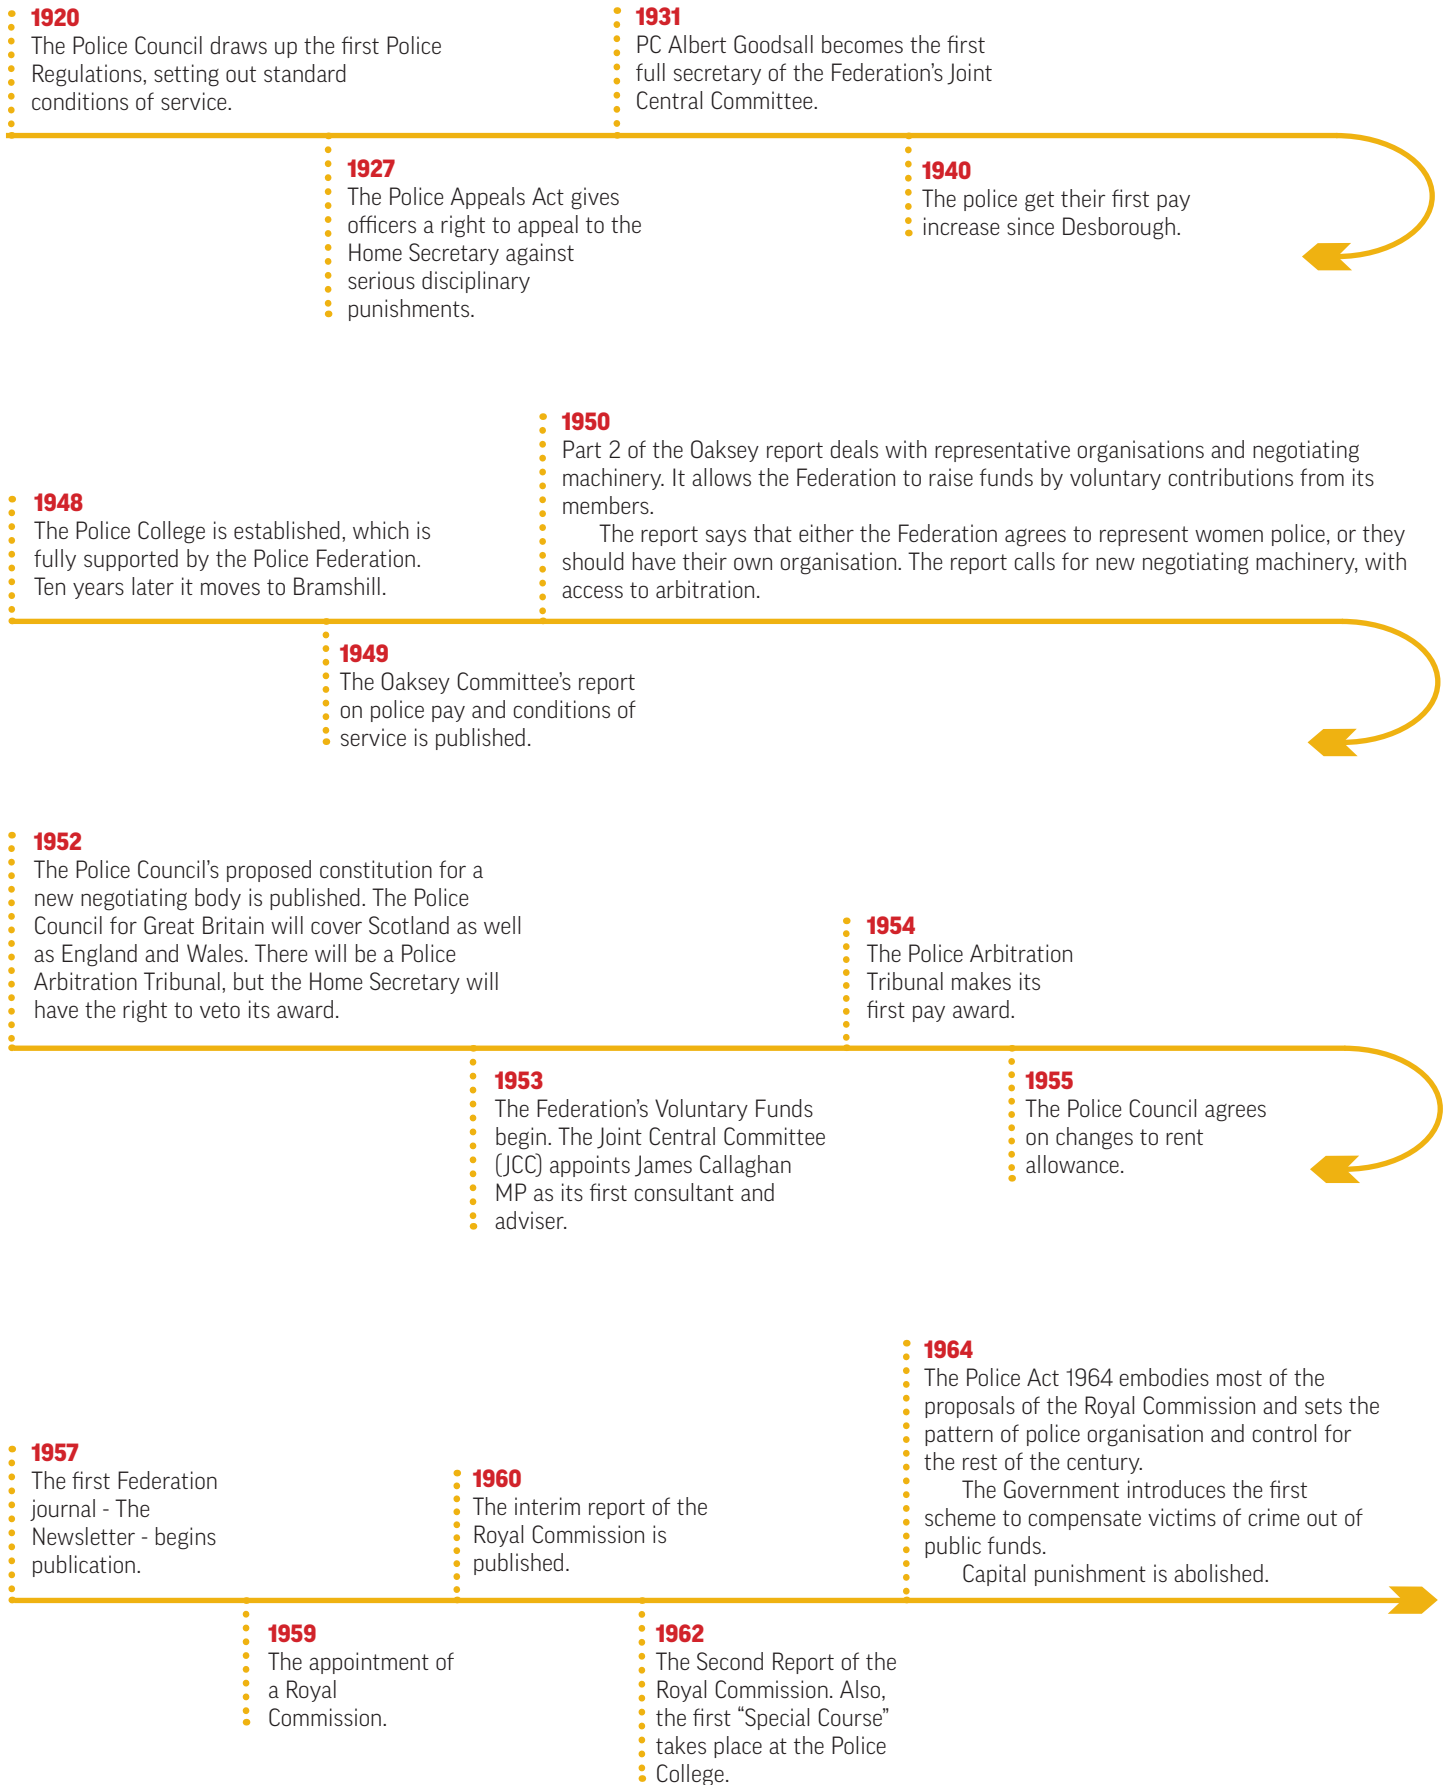 1920
The Police Council draws up the first Police
Regulations, setting out standard
conditions of service.
1927
The Police Appeals Act gives
officers a right to appeal to the
Home Secretary against
serious disciplinary
punishments.
1931
PC Albert Goodsall becomes the first
full secretary of the Federation's Joint
Central Committee.
1940
The police get their first pay
increase since Desborough.
1948
The Police College is established, which is
fully supported by the Police Federation.
Ten years later it moves to Bramshill.
1949
The Oaksey Committee's report
on police pay and conditions of
service is published.
1950
Part 2 of the Oaksey report deals with representative organisations and negotiating
machinery. It allows the Federation to raise funds by voluntary contributions from its
members.
The report says that either the Federation agrees to represent women police, or they
should have their own organisation. The report calls for new negotiating machinery, with
access to arbitration.
1952
The Police Council's proposed constitution for a
new negotiating body is published. The Police
Council for Great Britain will cover Scotland as well
as England and Wales. There will be a Police
Arbitration Tribunal, but the Home Secretary will
have the right to veto its award.
1953
The Federation's Voluntary Funds
begin. The Joint Central Committee
(JCC) appoints James Callaghan
MP as its first consultant and
adviser.
1954
The Police Arbitration
Tribunal makes its
first pay award.
1955
The Police Council agrees
on changes to rent
allowance.
1957
The first Federation
journal - The
Newsletter - begins
publication.
1959
The appointment of
a Royal
Commission.
1960
The interim report of the
Royal Commission is
published.
1962
The Second Report of the
Royal Commission. Also,
the first “Special Course”
takes place at the Police
College.
1964
The Police Act 1964 embodies most of the
proposals of the Royal Commission and sets the
pattern of police organisation and control for
the rest of the century.
The Government introduces the first
scheme to compensate victims of crime out of
public funds.
Capital punishment is abolished.